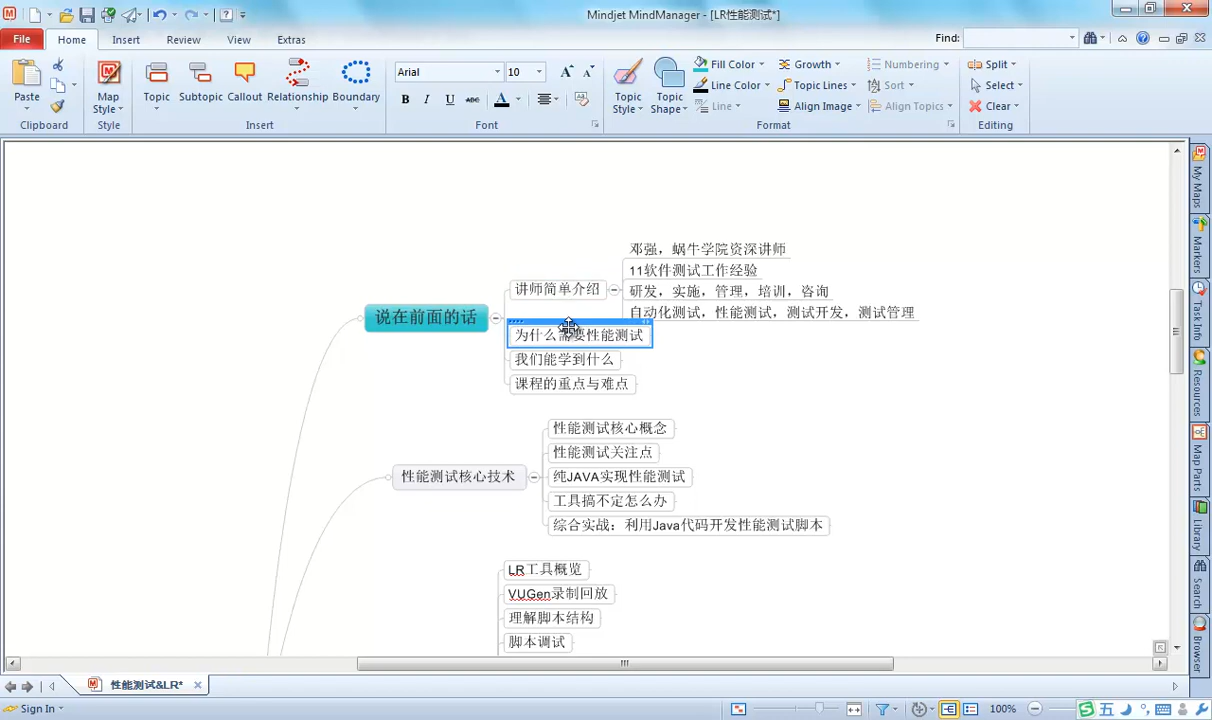 Mindjet MindManager - [LR性能测试*]
File
Home
Insert
Review
View
Extras
Find:
Paste
Map Style
Topic
Subtopic
Callout
Relationship
Boundary
Arial
10
B
I
U
abc
A
Topic Style
Topic Shape
Fill Color
Line Color
Line
Growth
Topic Lines
Align Image
Numbering
Sort
Align Topics
Split
Select
Clear
Clipboard
Style
Insert
Font
Format
Editing
说在前面的话
讲师简单介绍
邓强，蜗牛学院资深讲师
11软件测试工作经验
研发，实施，管理，培训，咨询
自动化测试，性能测试，测试开发，测试管理
为什么需要性能测试
我们能学到什么
课程的重点与难点
性能测试核心技术
性能测试核心概念
性能测试关注点
纯JAVA实现性能测试
工具搞不定怎么办
综合实战：利用Java代码开发性能测试脚本
LR工具概览
VUGen录制回放
理解脚本结构
脚本调试
My Maps
Markers
Task Info
Resources
Map Parts
Library
Search
Browser
性能测试&LR*
Sign In
100%
五